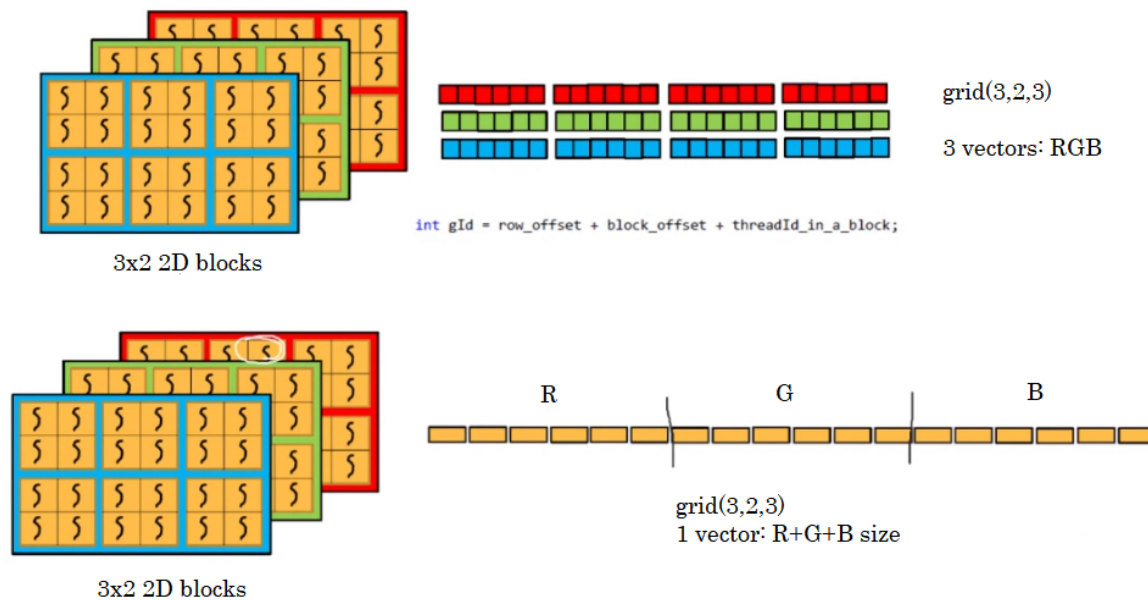 grid(3,2,3)
3 vectors: RGB
int gId = row_offset + block_offset + threadId_in_a_block;
3x2 2D blocks
R
G
B
grid(3,2,3)
1 vector: R+G+B size
3x2 2D blocks